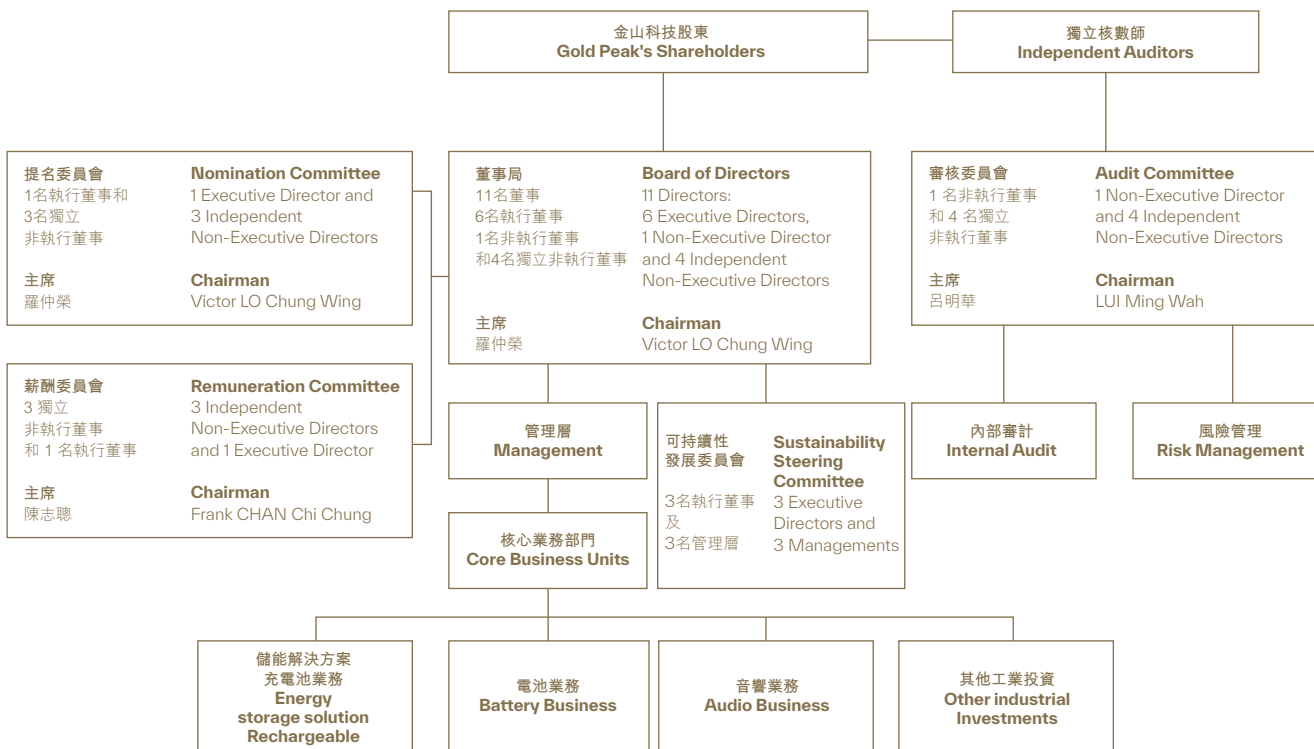 金山科技股東
Gold Peak's Shareholders
獨立核數師
Independent Auditors
提名委員會
1名執行董事和
3名獨立
非執行董事
主席
羅仲榮
Nomination Committee
1 Executive Director and
3 Independent
Non-Executive Directors
Chairman
Victor LO Chung Wing
董事局
11名董事
6名執行董事
1名非執行董事
和4名獨立非執行董事
主席
羅仲榮
Board of Directors
11 Directors:
6 Executive Directors,
1 Non-Executive Director
and 4 Independent
Non-Executive Directors
Chairman
Victor LO Chung Wing
審核委員會
1 名非執行董事
和 4 名獨立
非執行董事
主席
呂明華
Audit Committee
1 Non-Executive Director
and 4 Independent
Non-Executive Directors
Chairman
LUI Ming Wah
薪酬委員會
3 獨立
非執行董事
和 1 名執行董事
主席
陳志聰
Remuneration Committee
3 Independent
Non-Executive Directors
and 1 Executive Director
Chairman
Frank CHAN Chi Chung
管理層
Management
可持續性
發展委員會
3名執行董事
及
3名管理層
Sustainability
Steering
Committee
3 Executive
Directors and
3 Managements
內部審計
Internal Audit
風險管理
Risk Management
核心業務部門
Core Business Units
儲能解決方案
充電池業務
Energy
storage solution
Rechargeable
電池業務
Battery Business
音響業務
Audio Business
其他工業投資
Other industrial
Investments